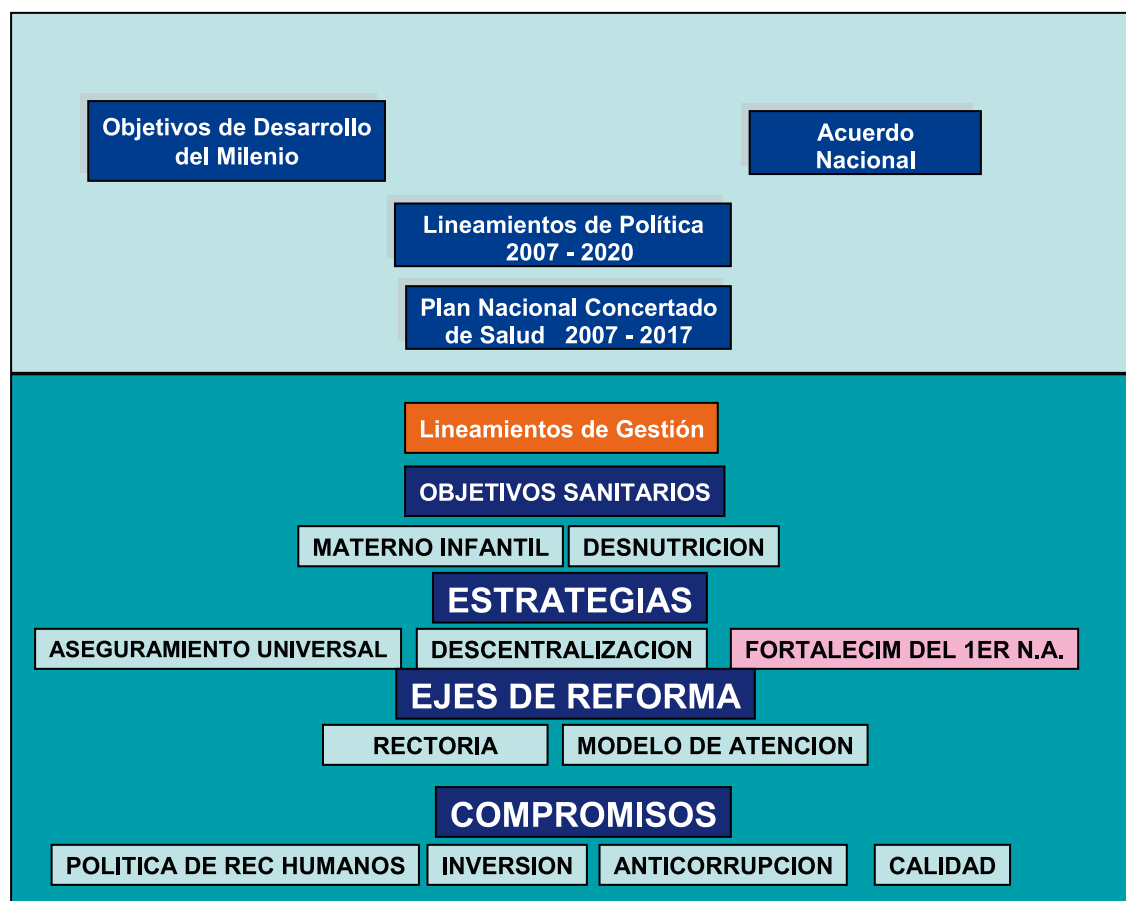 Objetivos de Desarrollo
del Milenio
Acuerdo
Nacional
Lineamientos de Política
2007 - 2020
Plan Nacional Concertado
de Salud 2007 - 2017
Lineamientos de Gestión
OBJETIVOS SANITARIOS
MATERNO INFANTIL
DESNUTRICION
ESTRATEGIAS
ASEGURAMIENTO UNIVERSAL
DESCENTRALIZACION
FORTALECIM DEL 1ER N.A.
EJES DE REFORMA
RECTORIA
MODELO DE ATENCION
COMPROMISOS
POLITICA DE REC HUMANOS
INVERSION
ANTICORRUPCION
CALIDAD